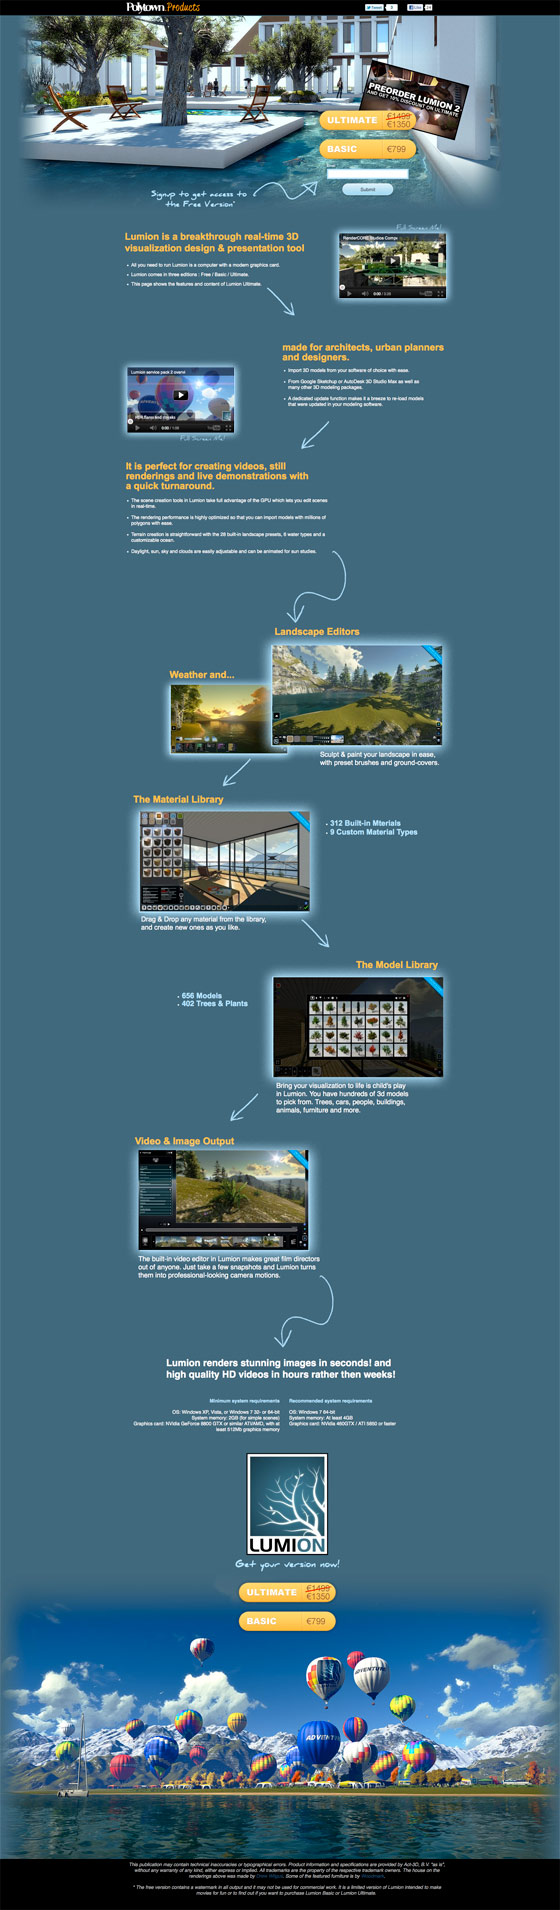 Polytown.Products
Tweet 3 Like 24
PREORDER LUMION 2
AND GET 10% DISCOUNT ON ULTIMATE
ULTIMATE €1499 €1350
BASIC €799
Submit
Signup to get access to
the Free Version*
Lumion is a breakthrough real-time 3D
visualization design & presentation tool
• All you need to run Lumion is a computer with a modern graphics card.
• Lumion comes in three editions : Free / Basic / Ultimate.
• This page shows the features and content of Lumion Ultimate.
Full Screen Me!
RenderCORE Studios Compa
0:00
made for architects, urban planners
and designers.
• Import 3D models from your software of choice with ease.
• From Google Sketchup or AutoDesk 3D Studio Max as well as
many other 3D modeling packages.
• A dedicated update function makes it a breeze to re-load models
that were updated in your modeling software.
Lumion service pack 2 overvi
0:00
Full Screen Me!
It is perfect for creating videos, still
renderings and live demonstrations with
a quick turnaround.
• The scene creation tools in Lumion take full advantage of the GPU which lets you edit scenes
in real-time.
• The rendering performance is highly optimized so that you can import models with millions of
polygons with ease.
• Terrain creation is straightforward with the 28 built-in landscape presets, 8 water types and a
customizable ocean.
• Daylight, sun, sky and clouds are easily adjustable and can be animated for sun studies.
Landscape Editors
Weather and...
Sculpt & paint your landscape in ease,
with preset brushes and ground-covers.
The Material Library
• 312 Built-in Mterials
• 9 Custom Material Types
Drag & Drop any material from the library,
and create new ones as you like.
The Model Library
• 656 Models
• 402 Trees & Plants
Bring your visualization to life is child's play
in Lumion. You have hundreds of 3d models
to pick from. Trees, cars, people, buildings,
animals, furniture and more.
Video & Image Output
The built-in video editor in Lumion makes great film directors
out of anyone. Just take a few snapshots and Lumion turns
them into professional-looking camera motions.
Lumion renders stunning images in seconds! and
high quality HD videos in hours rather then weeks!
Minimum system requirements
OS: Windows XP, Vista, or Windows 7 32- or 64-bit
System memory: 2GB (for simple scenes)
Graphics card: NVidia GeForce 8800 GTX or similar ATI/AMD, with at
least 512Mb graphics memory
Recommended system requirements
OS: Windows 7 64-bit
System memory: At least 4GB
Graphics card: NVidia 460GTX / ATI 5850 or faster
LUMION
Get your version now!
ULTIMATE €1499 €1350
BASIC €799
ADVENTURE
ADVENTURE
This publication may contain technical inaccuracies or typographical errors. Product information and specifications are provided by Act-3D, B.V. "as is",
without any warranty of any kind, either express or implied. All trademarks are the property of the respective trademark owners. The house on the
renderings above was made by Some of the featured furniture is by
* The free version contains a watermark in all output and it may not be used for commercial work. It is a limited version of Lumion intended to make
movies for fun or to find out if you want to purchase Lumion Basic or Lumion Ultimate.